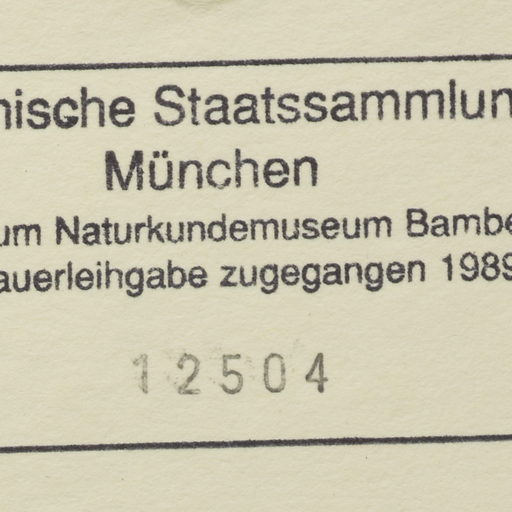 nische Staatssammlun
München
um Naturkundemuseum Bambe
auerleihgabe zugegangen 1989
12504